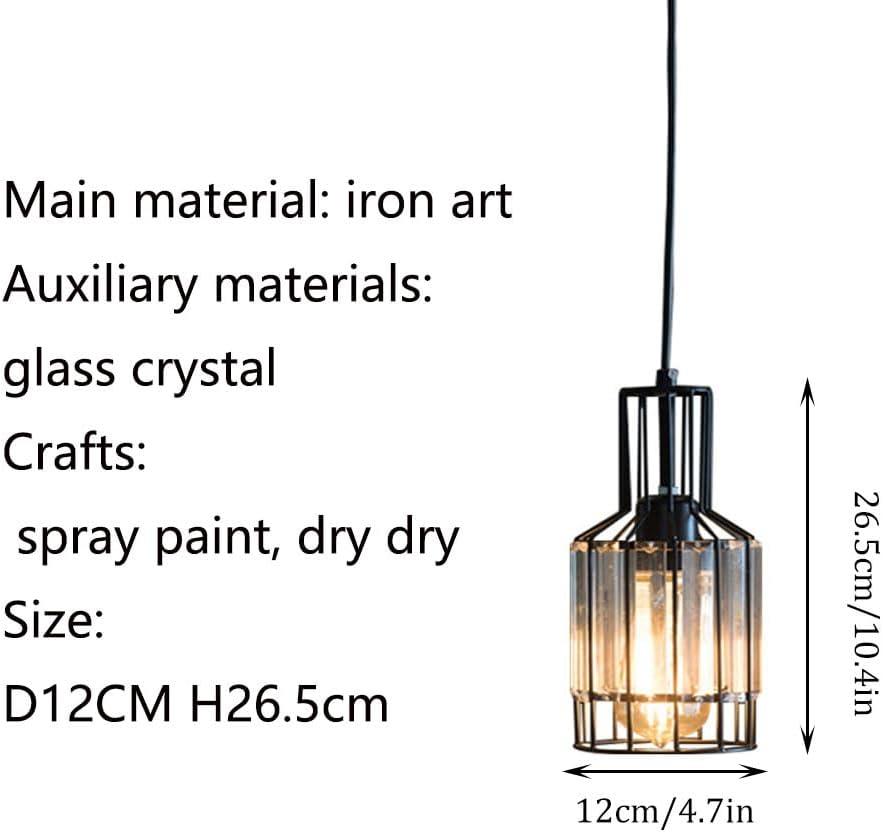 Main material: iron art
Auxiliary materials:
glass crystal
Crafts:
spray paint, dry dry
Size:
D12CM H26.5cm
26.5cm/10.4in
12cm/4.7in